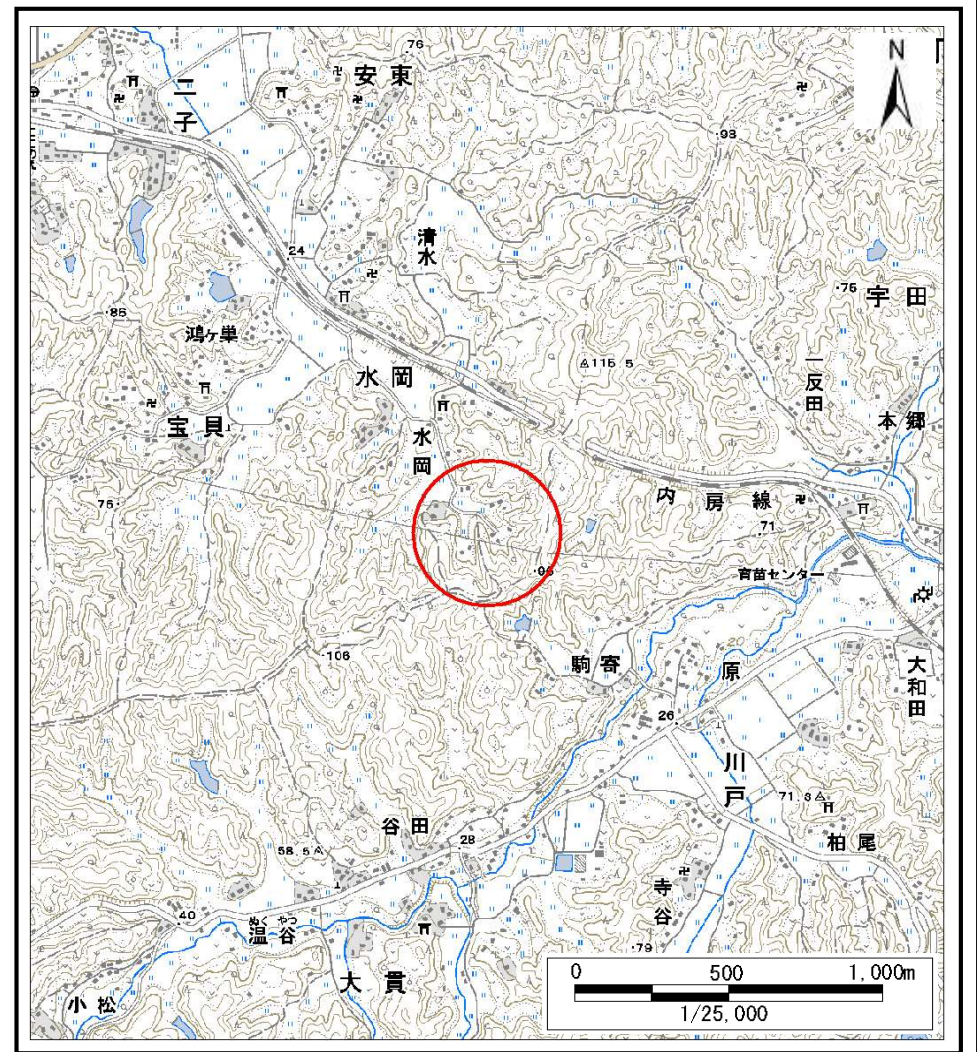 76
安東
二子
N
93
清水
24
75
宇田
85
鴻ヶ巣
115.5
一反田
水岡
本郷
宝貝
水岡
50
75
内房線
71
96
育苗センター
駒寄
106
原
大和田
26
川戸
71.8
谷田
28
柏尾
58.5
寺谷
40
ぬくやつ
温谷
79
大貫
小松
0 500 1,000m
1/25,000